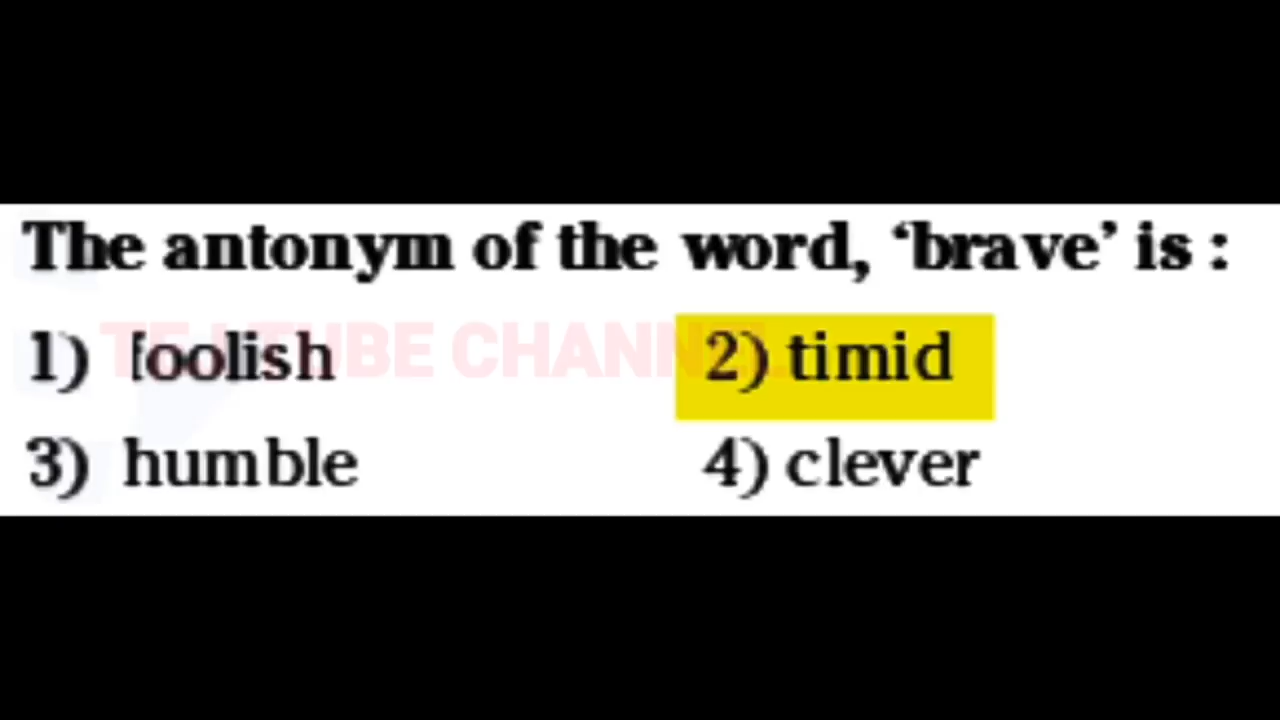 The antonym of the word, ‘brave’ is :
1) foolish 2) timid
3) humble 4) clever